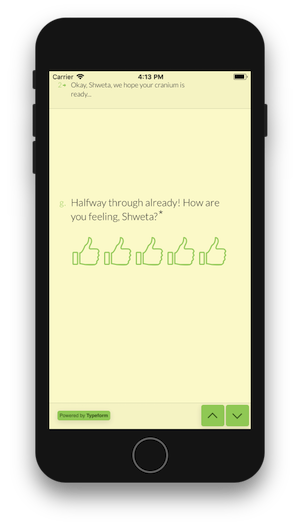 Carrier 4:13 PM
Okay, Shweta, we hope your cranium is
ready...
Halfway through already! How are
you feeling, Shweta?*
Powered by Typeform